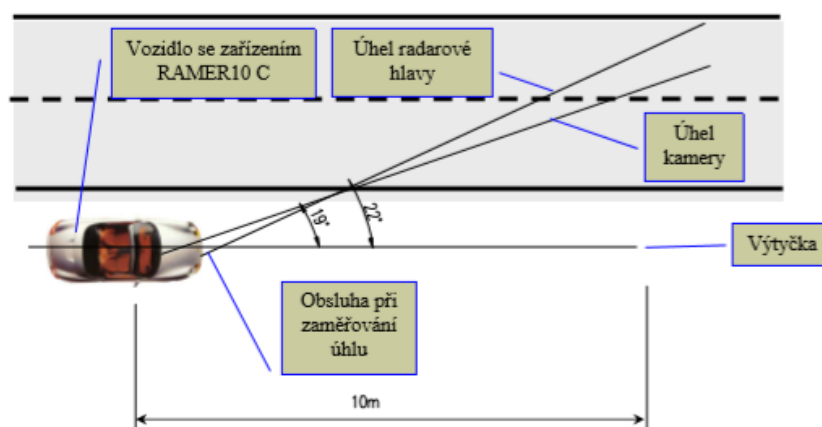 Vozidlo se zařízením
RAMER10 C
Úhel radarové
hlavy
Úhel
kamery
19°
22°
Výtyčka
Obsluha při
zaměřování
úhlu
10m